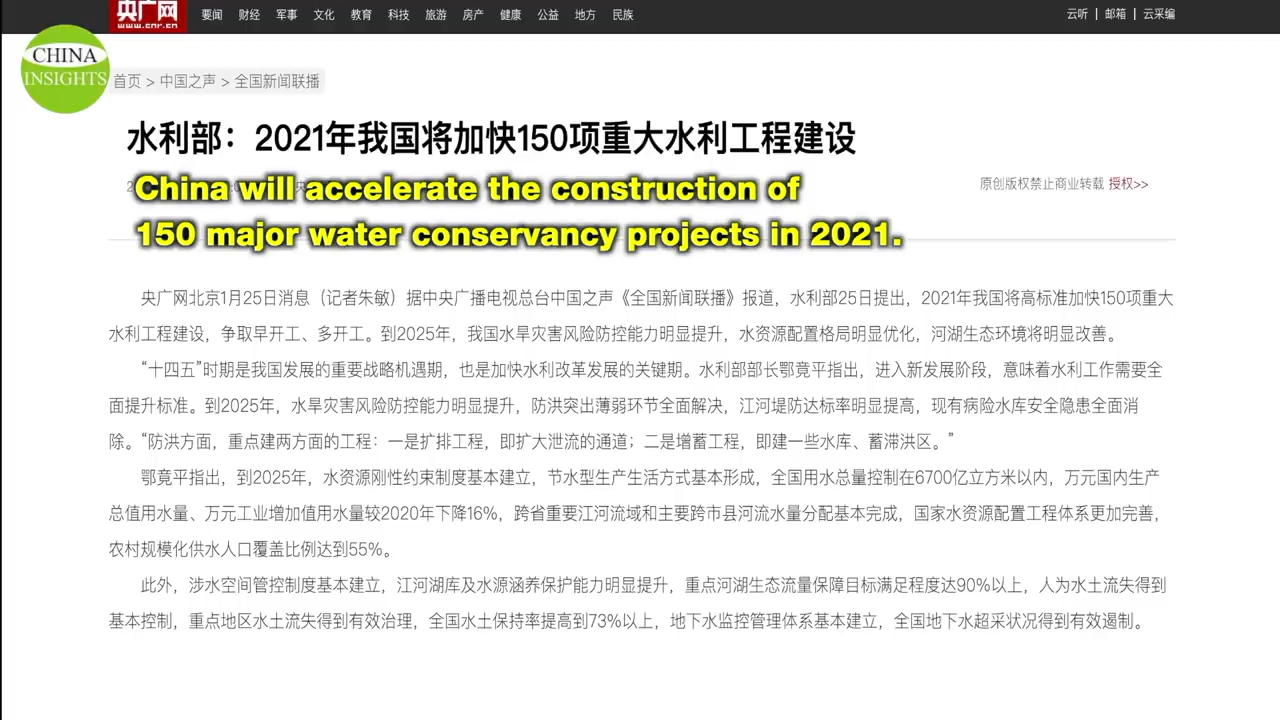 央广网
www.cnr.cn
要闻 财经 军事 文化 教育 科技 旅游 房产 健康 公益 地方 民族
云听 | 邮箱 | 云采编
CHINA
INSIGHTS
首页 > 中国之声 > 全国新闻联播
水利部：2021年我国将加快150项重大水利工程建设
原创版权禁止商业转载 授权>>
China will accelerate the construction of
150 major water conservancy projects in 2021.
央广网北京1月25日消息（记者朱敏）据中央广播电视总台中国之声《全国新闻联播》报道，水利部25日提出，2021年我国将高标准加快150项重大
水利工程建设，争取早开工、多开工。到2025年，我国水旱灾害风险防控能力明显提升，水资源配置格局明显优化，河湖生态环境将明显改善。
“十四五”时期是我国发展的重要战略机遇期，也是加快水利改革发展的关键期。水利部部长鄂竟平指出，进入新发展阶段，意味着水利工作需要全
面提升标准。到2025年，水旱灾害风险防控能力明显提升，防洪突出薄弱环节全面解决，江河堤防达标率明显提高，现有病险水库安全隐患全面消
除。“防洪方面，重点建两方面的工程：一是扩排工程，即扩大泄流的通道；二是增蓄工程，即建一些水库、蓄滞洪区。”
鄂竟平指出，到2025年，水资源刚性约束制度基本建立，节水型生产生活方式基本形成，全国用水总量控制在6700亿立方米以内，万元国内生产
总值用水量、万元工业增加值用水量较2020年下降16%，跨省重要江河流域和主要跨市县河流水量分配基本完成，国家水资源配置工程体系更加完善，
农村规模化供水人口覆盖比例达到55%。
此外，涉水空间管控制度基本建立，江河湖库及水源涵养保护能力明显提升，重点河湖生态流量保障目标满足程度达90%以上，人为水土流失得到
基本控制，重点地区水土流失得到有效治理，全国水土保持率提高到73%以上，地下水监控管理体系基本建立，全国地下水超采状况得到有效遏制。